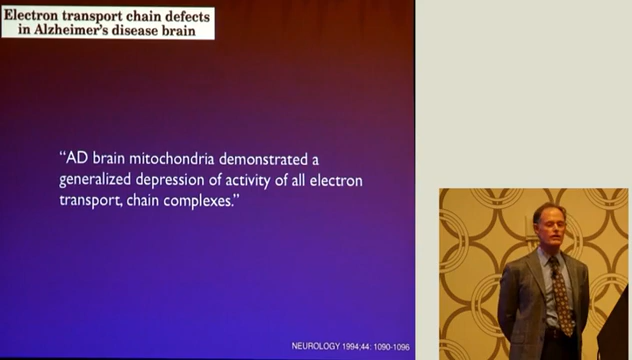 Electron transport chain defects
in Alzheimer's disease brain
“AD brain mitochondria demonstrated a
generalized depression of activity of all electron
transport, chain complexes.”
NEUROLOGY 1994;44: 1090-1096